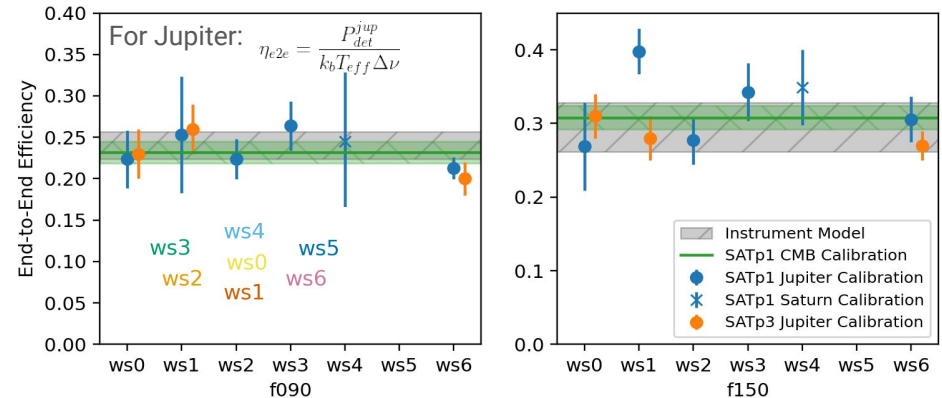 For Jupiter: η_{e2e} = P_{det}^{jup} / k_b T_{eff} Δν
End-to-End Efficiency
0.40
0.35
0.30
0.25
0.20
0.15
0.10
0.05
0.00
ws4
ws3 ws5
ws0
ws2 ws6
ws1
ws0 ws1 ws2 ws3 ws4 ws5 ws6
f090
0.4
0.3
0.2
0.1
0.0
Instrument Model
SATp1 CMB Calibration
SATp1 Jupiter Calibration
SATp1 Saturn Calibration
SATp3 Jupiter Calibration
ws0 ws1 ws2 ws3 ws4 ws5 ws6
f150